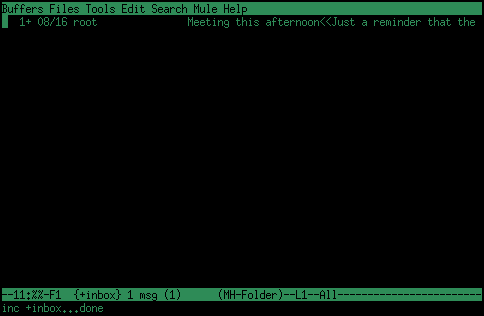 Buffers Files Tools Edit Search Mule Help
1+ 08/16 root Meeting this afternoon<<Just a reminder that the
--11:%%-F1 {+inbox} 1 msg (1) (MH-Folder)--L1--All------------------------
inc +inbox...done